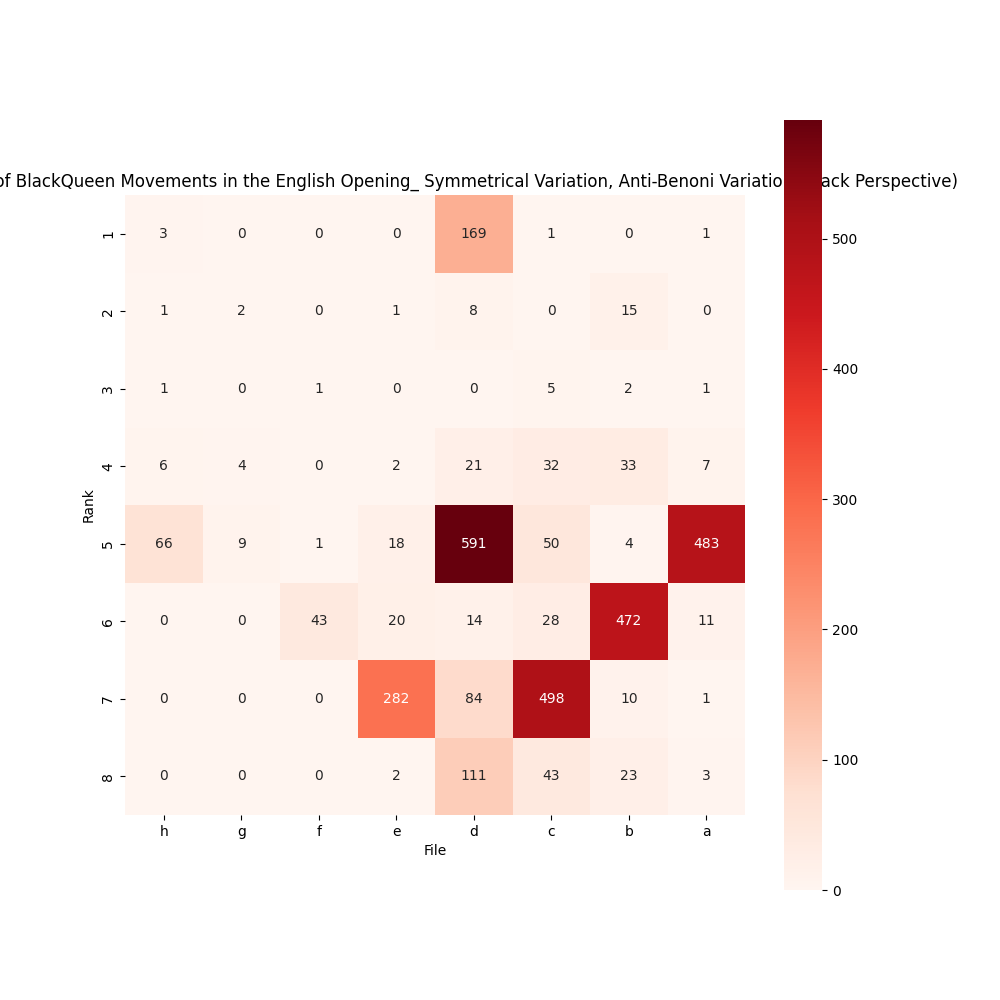 of BlackQueen Movements in the English Opening_ Symmetrical Variation, Anti-Benoni Variation ack Perspective)
1 3 0 0 0 169 1 0 1
2 1 2 0 1 8 0 15 0
3 1 0 1 0 0 5 2 1
4 6 4 0 2 21 32 33 7
5 66 9 1 18 591 50 4 483
6 0 0 43 20 14 28 472 11
7 0 0 0 282 84 498 10 1
8 0 0 0 2 111 43 23 3
h g f e d c b a
File
Rank
500
400
300
200
100
0